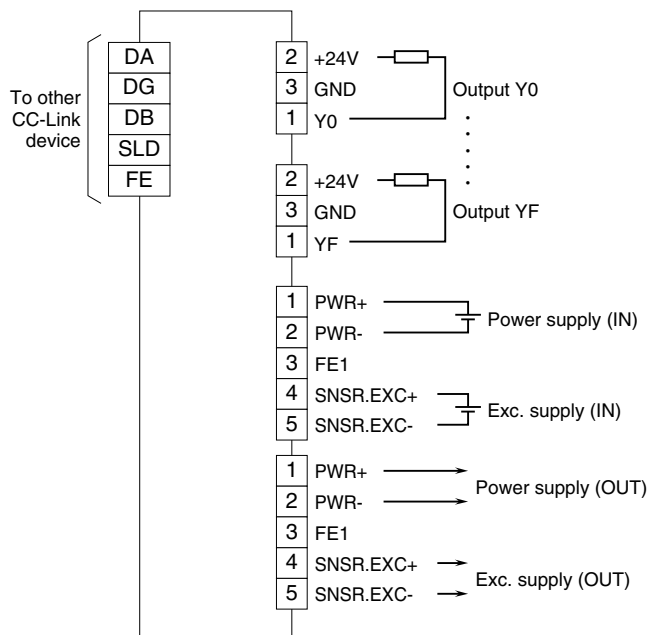 To other
CC-Link
device
DA
DG
DB
SLD
FE
2 +24V
3 GND
1 Y0
Output Y0
2 +24V
3 GND
1 YF
Output YF
1 PWR+
2 PWR-
Power supply (IN)
3 FE1
4 SNSR.EXC+
5 SNSR.EXC-
Exc. supply (IN)
1 PWR+
2 PWR-
Power supply (OUT)
3 FE1
4 SNSR.EXC+
5 SNSR.EXC-
Exc. supply (OUT)